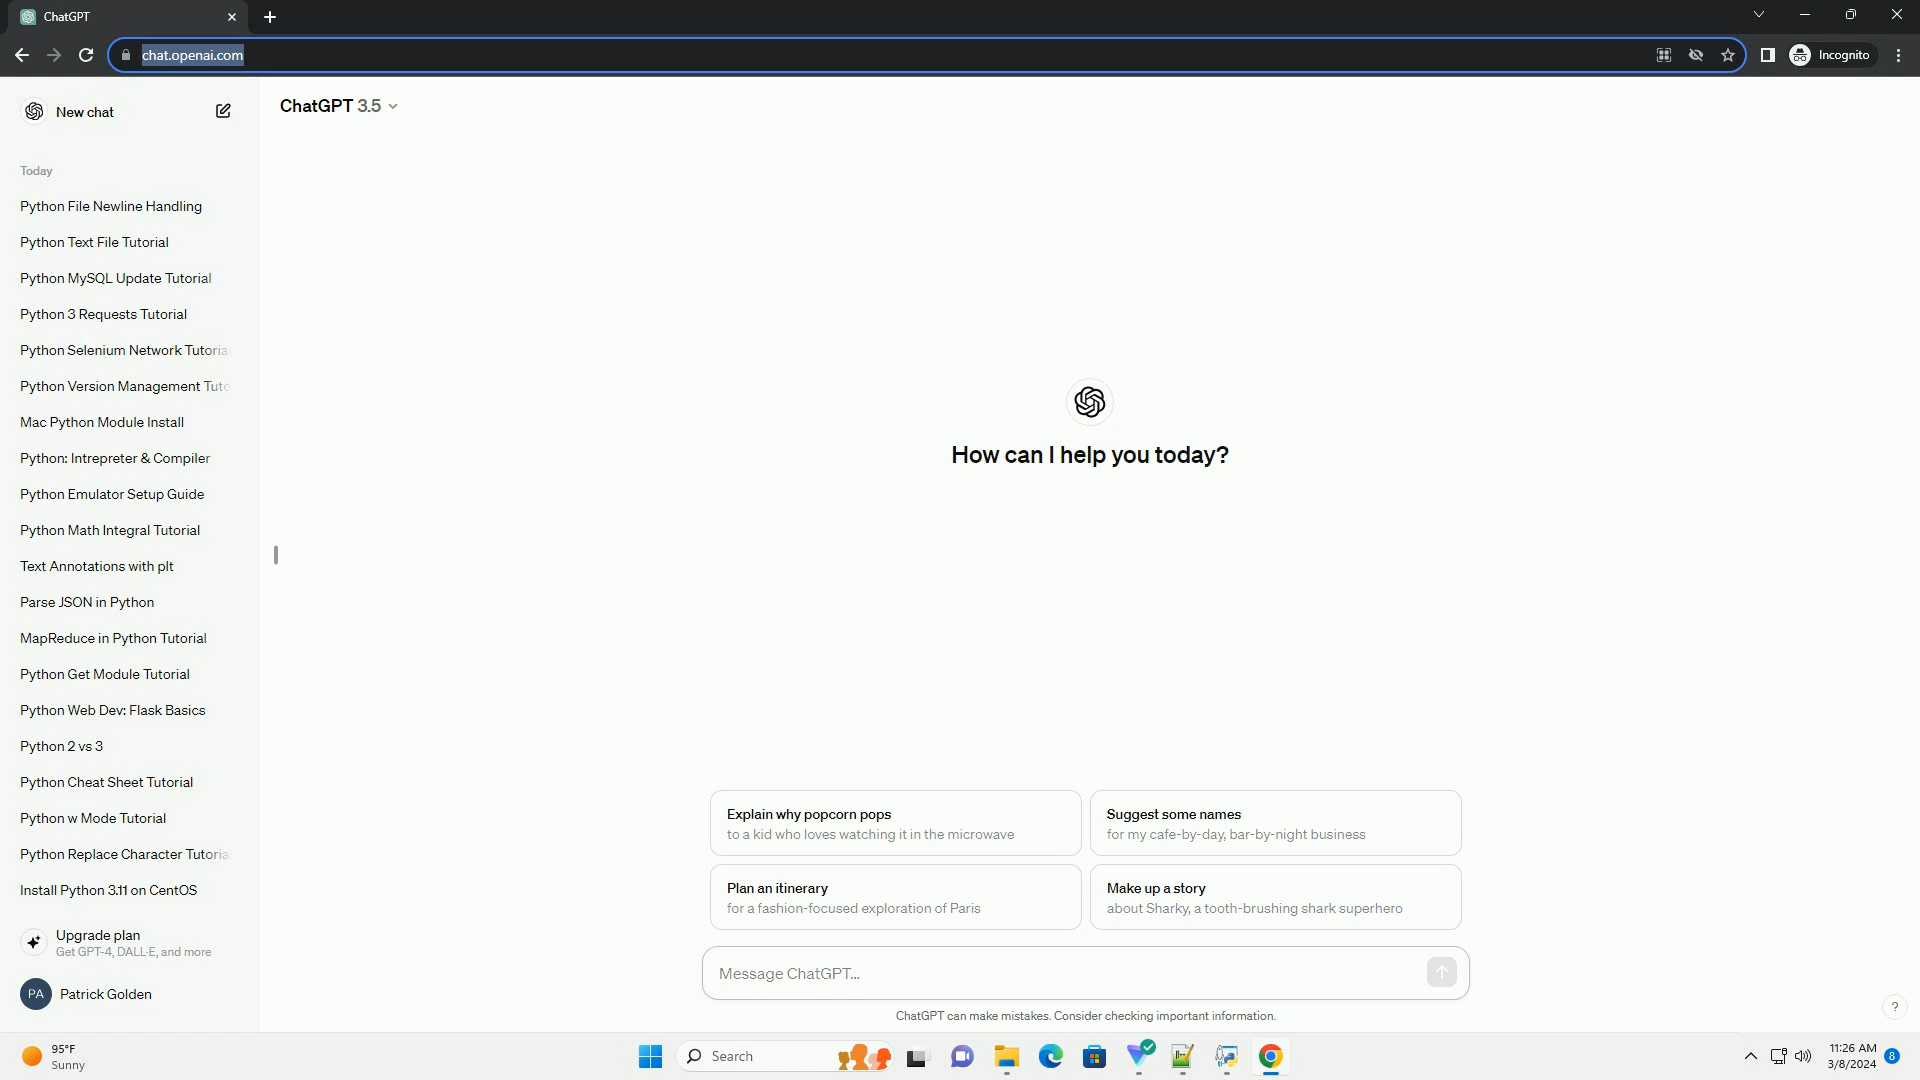 ChatGPT
chat.openai.com
Incognito
New chat
ChatGPT 3.5
Today
Python File Newline Handling
Python Text File Tutorial
Python MySQL Update Tutorial
Python 3 Requests Tutorial
Python Selenium Network Tutoria
Python Version Management Tuto
Mac Python Module Install
Python: Intrepreter & Compiler
Python Emulator Setup Guide
Python Math Integral Tutorial
Text Annotations with plt
Parse JSON in Python
MapReduce in Python Tutorial
Python Get Module Tutorial
Python Web Dev: Flask Basics
Python 2 vs 3
Python Cheat Sheet Tutorial
Python w Mode Tutorial
Python Replace Character Tutoria
Install Python 3.11 on CentOS
Upgrade plan
Get GPT-4, DALL·E, and more
PA Patrick Golden
How can I help you today?
Explain why popcorn pops
to a kid who loves watching it in the microwave
Suggest some names
for my cafe-by-day, bar-by-night business
Plan an itinerary
for a fashion-focused exploration of Paris
Make up a story
about Sharky, a tooth-brushing shark superhero
Message ChatGPT...
ChatGPT can make mistakes. Consider checking important information.
?
95°F
Sunny
Search
11:26 AM
3/8/2024
8